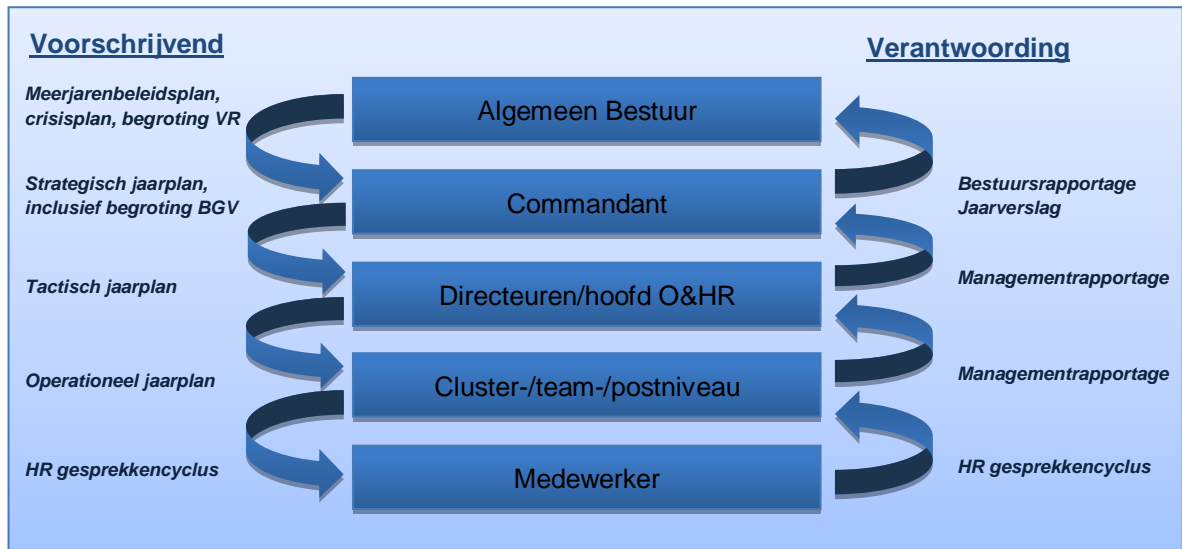 Voorschrijvend
Verantwoording
Meerjarenbeleidsplan,
crisisplan, begroting VR
Algemeen Bestuur
Strategisch jaarplan,
inclusief begroting BGV
Commandant
Bestuursrapportage
Jaarverslag
Tactisch jaarplan
Directeuren/hoofd O&HR
Managementrapportage
Operationeel jaarplan
Cluster-/team-/postniveau
Managementrapportage
HR gesprekkencyclus
Medewerker
HR gesprekkencyclus